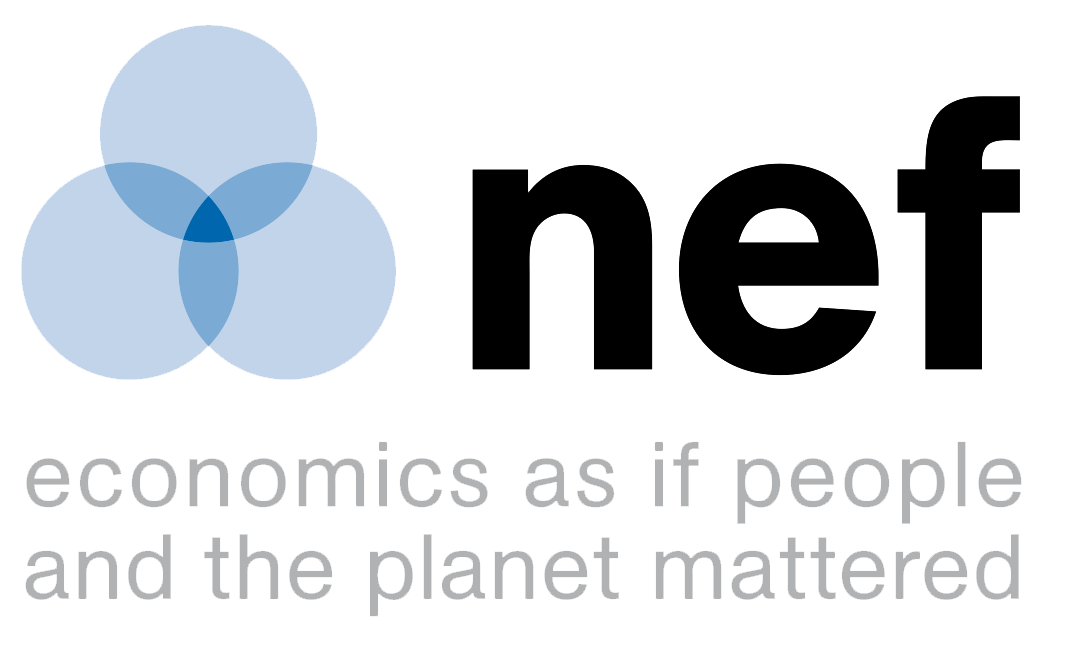 nef
economics as if people
and the planet mattered